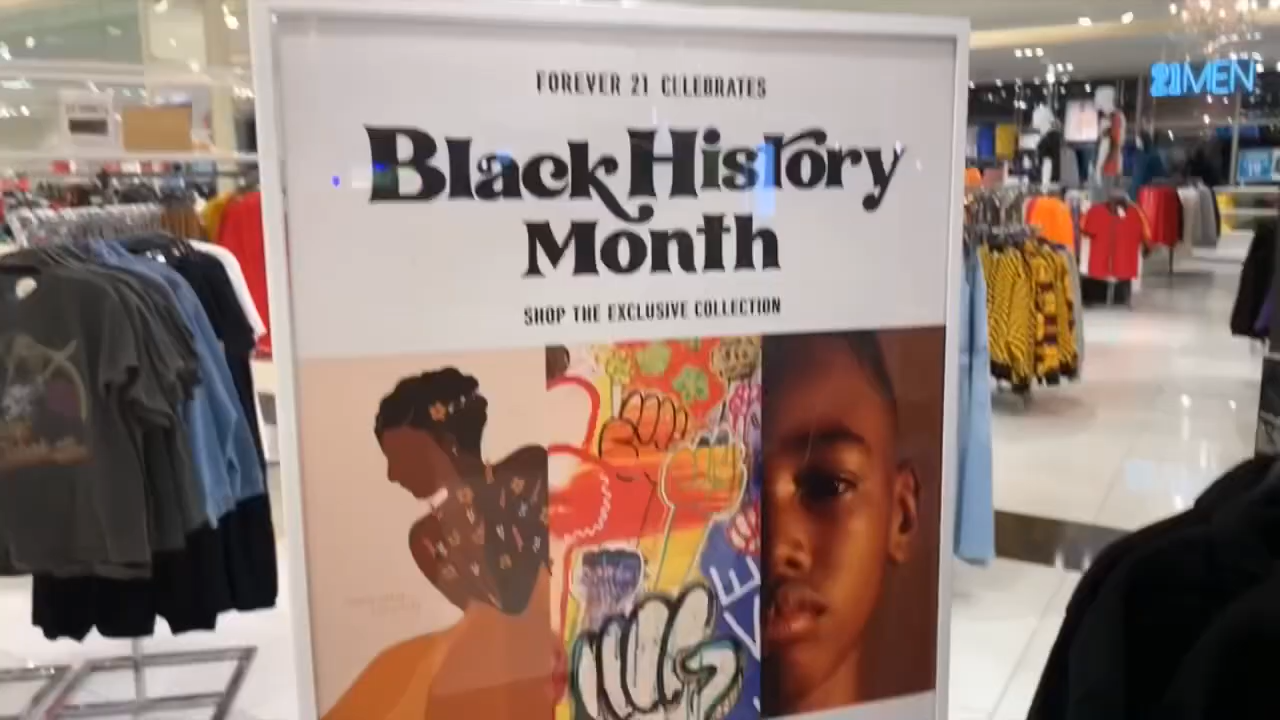 FOREVER 21 CELEBRATES
Black History
Month
SHOP THE EXCLUSIVE COLLECTION
21MEN